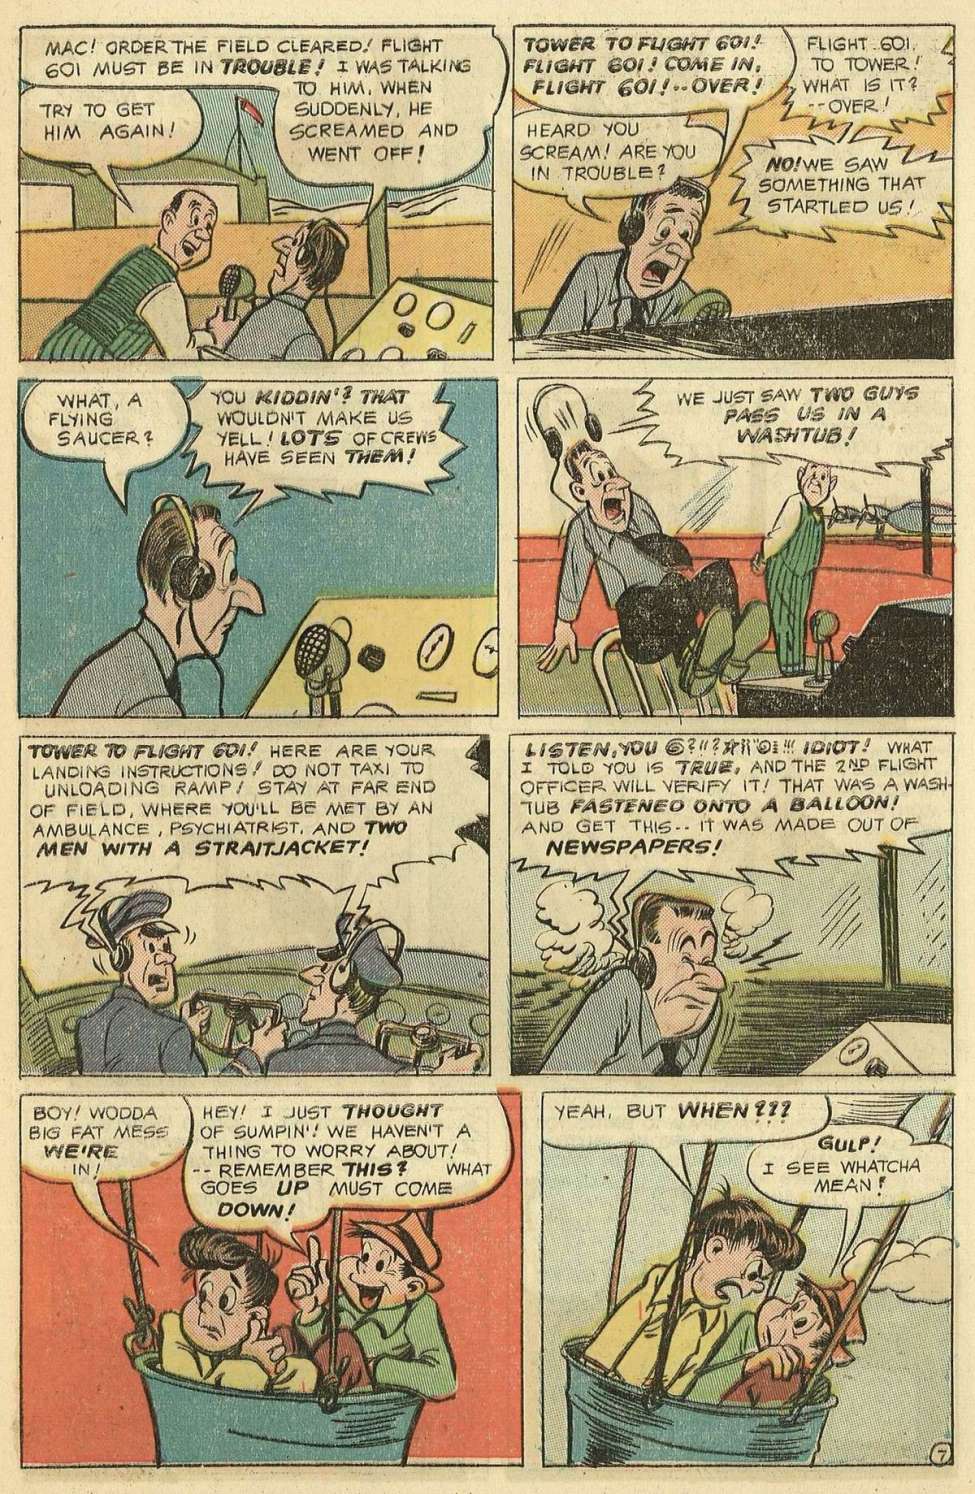 MAC! ORDER THE FIELD CLEARED! FLIGHT
601 MUST BE IN TROUBLE! I WAS TALKING
TO HIM, WHEN
SUDDENLY, HE
SCREAMED AND
WENT OFF!
TRY TO GET
HIM AGAIN!
TOWER TO FLIGHT 601!
FLIGHT 601! COME IN,
FLIGHT 601!--OVER!
FLIGHT 601,
TO TOWER!
WHAT IS IT?
--OVER!
HEARD YOU
SCREAM! ARE YOU
IN TROUBLE?
NO! WE SAW
SOMETHING THAT
STARTLED US!
WHAT, A
FLYING
SAUCER?
YOU KIDDIN'? THAT
WOULDN'T MAKE US
YELL! LOTS OF CREWS
HAVE SEEN THEM!
WE JUST SAW TWO GUYS
PASS US IN A
WASHTUB!
TOWER TO FLIGHT 601! HERE ARE YOUR
LANDING INSTRUCTIONS! DO NOT TAXI TO
UNLOADING RAMP! STAY AT FAR END
OF FIELD, WHERE YOU'LL BE MET BY AN
AMBULANCE, PSYCHIATRIST, AND TWO
MEN WITH A STRAITJACKET!
LISTEN, YOU IDIOT! WHAT
I TOLD YOU IS TRUE, AND THE 2ND FLIGHT
OFFICER WILL VERIFY IT! THAT WAS A WASH-
TUB FASTENED ONTO A BALLOON!
AND GET THIS-- IT WAS MADE OUT OF
NEWSPAPERS!
BOY! WODDA
BIG FAT MESS
WE'RE
IN!
HEY! I JUST THOUGHT
OF SUMPIN'! WE HAVEN'T A
THING TO WORRY ABOUT!
-- REMEMBER THIS? WHAT
GOES UP MUST COME
DOWN!
YEAH, BUT WHEN???
GULP!
I SEE WHATCHA
MEAN!
7